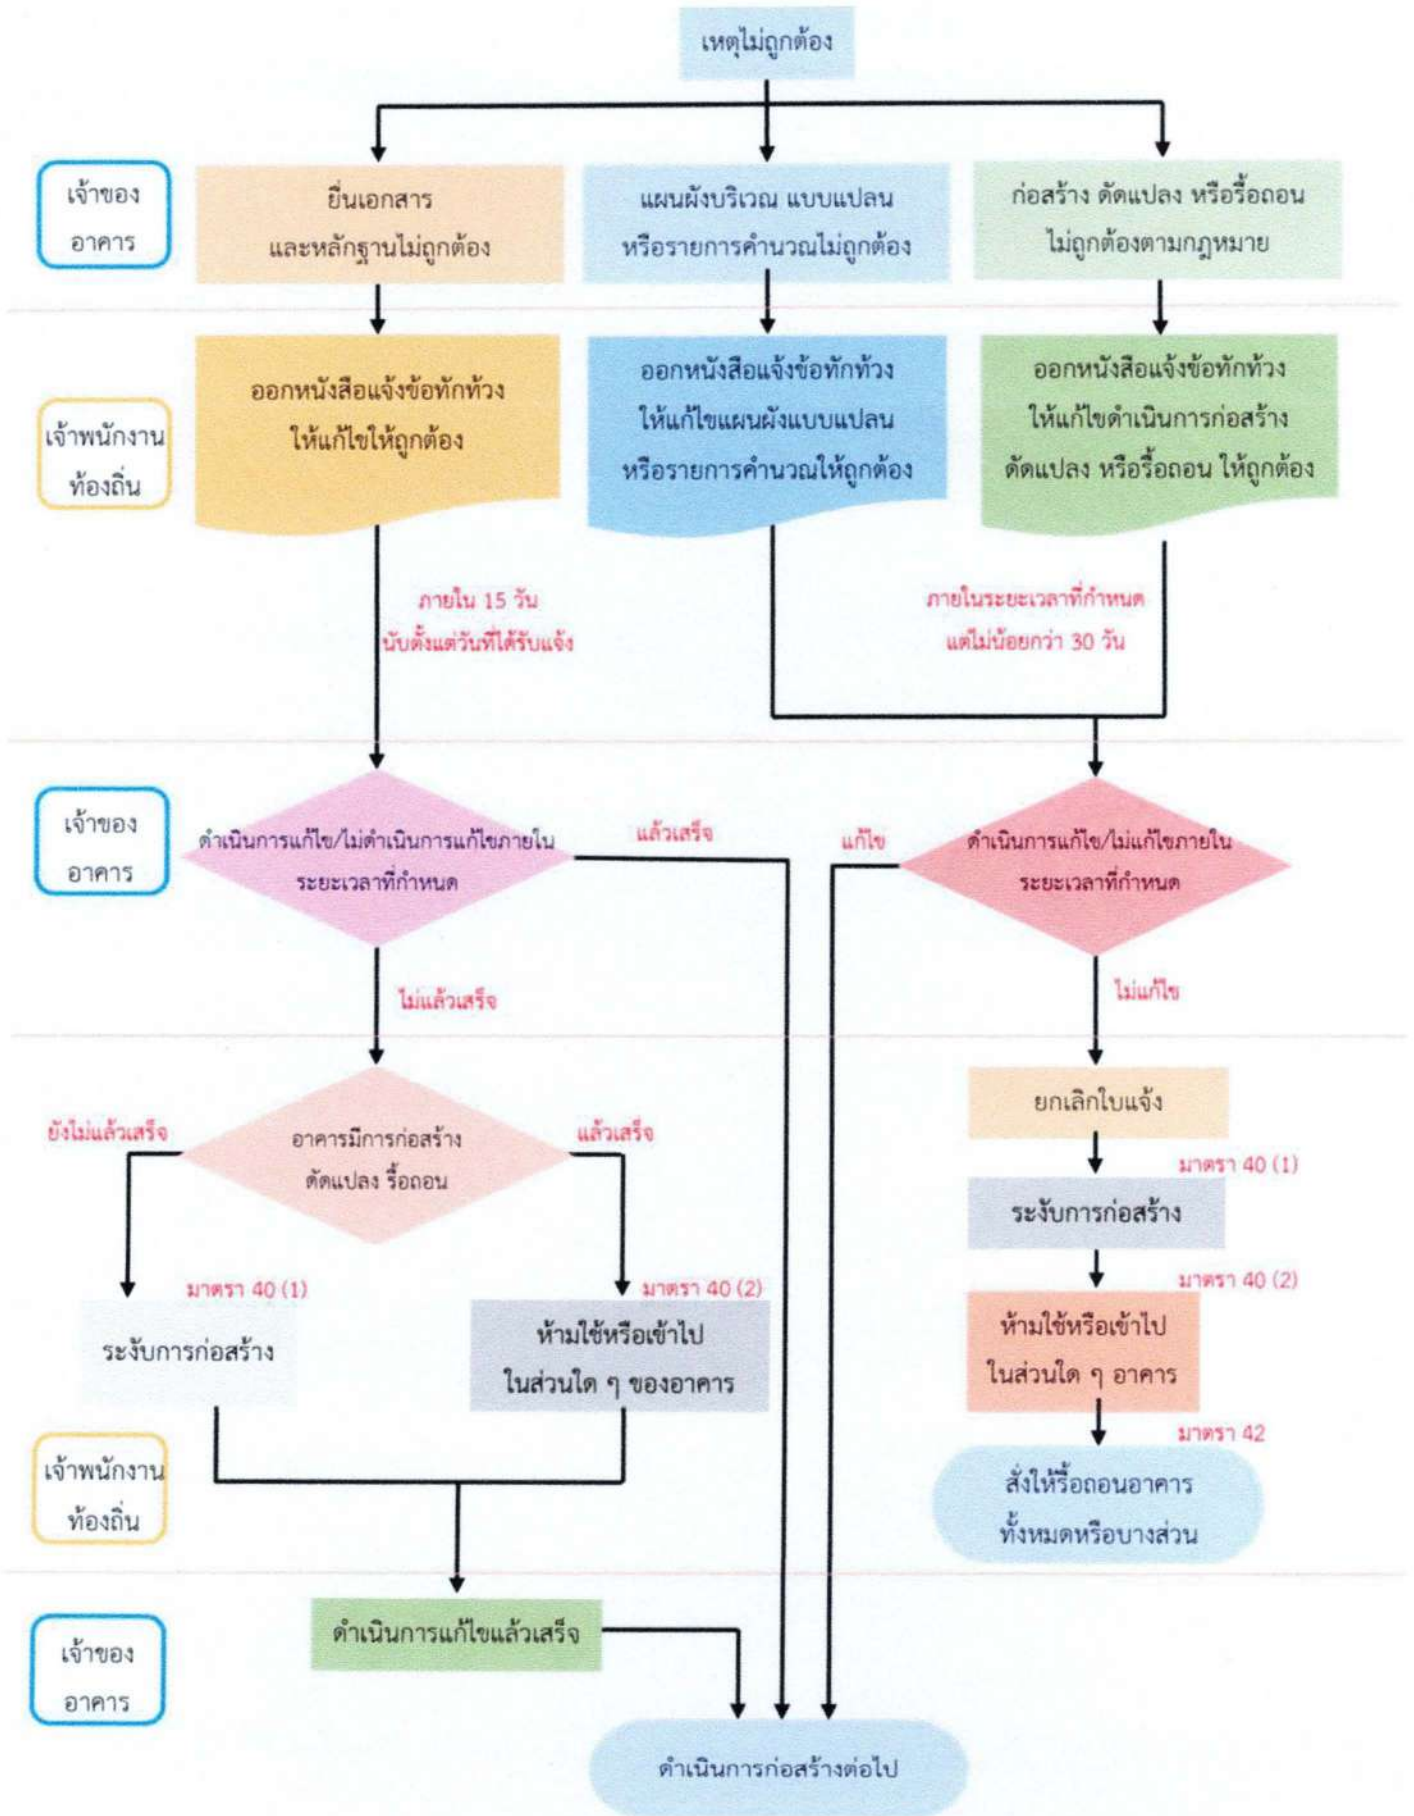 เหตุไม่ถูกต้อง
เจ้าของ
อาคาร
ยื่นเอกสาร
และหลักฐานไม่ถูกต้อง
แผนผังบริเวณ แบบแปลน
หรือรายการคำนวณไม่ถูกต้อง
ก่อสร้าง ดัดแปลง หรือรื้อถอน
ไม่ถูกต้องตามกฎหมาย
เจ้าพนักงาน
ท้องถิ่น
ออกหนังสือแจ้งข้อทักท้วง
ให้แก้ไขให้ถูกต้อง
ออกหนังสือแจ้งข้อทักท้วง
ให้แก้ไขแผนผังแบบแปลน
หรือรายการคำนวณให้ถูกต้อง
ออกหนังสือแจ้งข้อทักท้วง
ให้แก้ไขดำเนินการก่อสร้าง
ดัดแปลง หรือรื้อถอน ให้ถูกต้อง
ภายใน 15 วัน
นับตั้งแต่วันที่ได้รับแจ้ง
ภายในระยะเวลาที่กำหนด
แต่ไม่น้อยกว่า 30 วัน
เจ้าของ
อาคาร
ดำเนินการแก้ไข/ไม่ดำเนินการแก้ไขภายใน
ระยะเวลาที่กำหนด
แล้วเสร็จ
แก้ไข
ดำเนินการแก้ไข/ไม่แก้ไขภายใน
ระยะเวลาที่กำหนด
ไม่แล้วเสร็จ
ไม่แก้ไข
ยังไม่แล้วเสร็จ
อาคารมีการก่อสร้าง
ดัดแปลง รื้อถอน
แล้วเสร็จ
ยกเลิกใบแจ้ง
มาตรา 40 (1)
ระงับการก่อสร้าง
มาตรา 40 (2)
ห้ามใช้หรือเข้าไป
ในส่วนใด ๆ อาคาร
มาตรา 40 (1)
ระงับการก่อสร้าง
มาตรา 40 (2)
ห้ามใช้หรือเข้าไป
ในส่วนใด ๆ ของอาคาร
มาตรา 42
สั่งให้รื้อถอนอาคาร
ทั้งหมดหรือบางส่วน
เจ้าพนักงาน
ท้องถิ่น
เจ้าของ
อาคาร
ดำเนินการแก้ไขแล้วเสร็จ
ดำเนินการก่อสร้างต่อไป